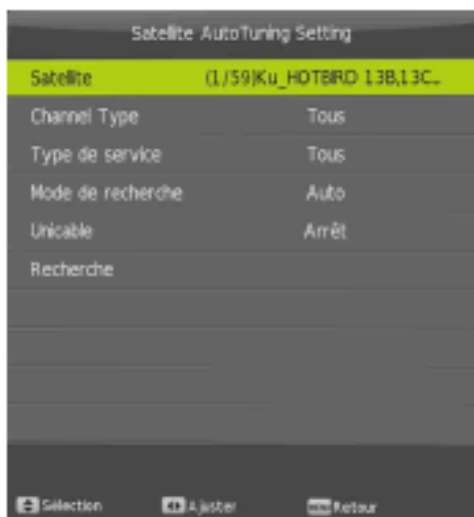 Satellite AutoTuning Setting
Satellite (1/59)Ku_HOTBIRD 13B,13C...
Channel Type Tous
Type de service Tous
Mode de recherche Auto
Unicable Arrêt
Recherche
Sélection Ajuster MENU Retour